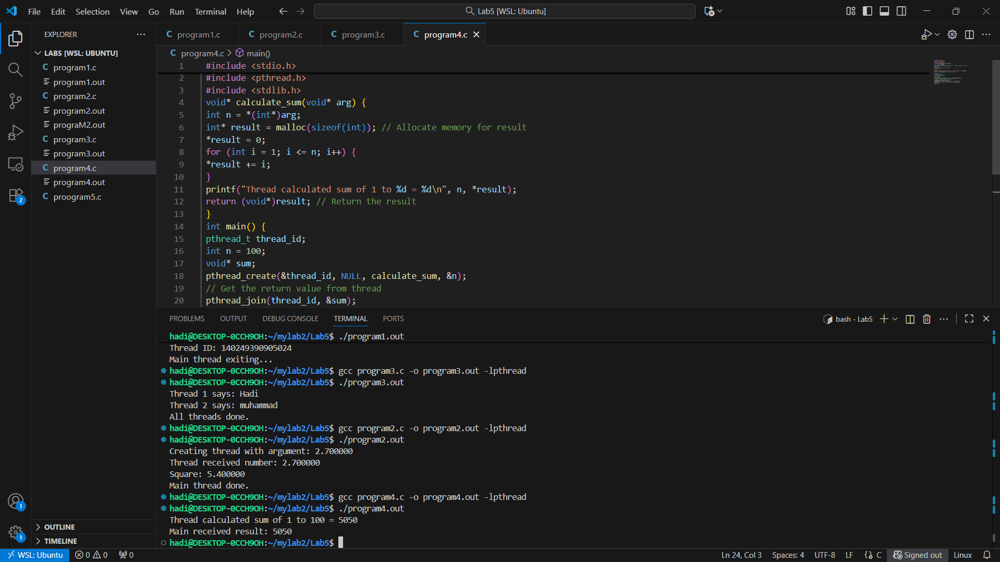 File Edit Selection View Go Run Terminal Help
Lab5 [WSL: Ubuntu]
EXPLORER
LAB5 [WSL: UBUNTU]
C program1.c
program1.out
C program2.c
program2.out
prograM2.out
C program3.c
program3.out
C program4.c
program4.out
C proogram5.c
OUTLINE
TIMELINE
2
1
1
C program1.c C program2.c C program3.c C program4.c
C program4.c > main()
1 #include <stdio.h>
2 #include <pthread.h>
3 #include <stdlib.h>
4 void* calculate_sum(void* arg) {
5 int n = *(int*)arg;
6 int* result = malloc(sizeof(int)); // Allocate memory for result
7 *result = 0;
8 for (int i = 1; i <= n; i++) {
9 *result += i;
10 }
11 printf("Thread calculated sum of 1 to %d = %d\n", n, *result);
12 return (void*)result; // Return the result
13 }
14 int main() {
15 pthread_t thread_id;
16 int n = 100;
17 void* sum;
18 pthread_create(&thread_id, NULL, calculate_sum, &n);
19 // Get the return value from thread
20 pthread_join(thread_id, &sum);
PROBLEMS OUTPUT DEBUG CONSOLE TERMINAL PORTS
bash - Lab5
hadi@DESKTOP-0CCH9OH:~/mylab2/Lab5$ ./program1.out
Thread ID: 140249390905024
Main thread exiting...
hadi@DESKTOP-0CCH9OH:~/mylab2/Lab5$ gcc program3.c -o program3.out -lpthread
hadi@DESKTOP-0CCH9OH:~/mylab2/Lab5$ ./program3.out
Thread 1 says: Hadi
Thread 2 says: muhammad
All threads done.
hadi@DESKTOP-0CCH9OH:~/mylab2/Lab5$ gcc program2.c -o program2.out -lpthread
hadi@DESKTOP-0CCH9OH:~/mylab2/Lab5$ ./program2.out
Creating thread with argument: 2.700000
Thread received number: 2.700000
Square: 5.400000
Main thread done.
hadi@DESKTOP-0CCH9OH:~/mylab2/Lab5$ gcc program4.c -o program4.out -lpthread
hadi@DESKTOP-0CCH9OH:~/mylab2/Lab5$ ./program4.out
Thread calculated sum of 1 to 100 = 5050
Main received result: 5050
hadi@DESKTOP-0CCH9OH:~/mylab2/Lab5$
WSL: Ubuntu 0 0 0 Ln 24, Col 3 Spaces: 4 UTF-8 LF C Signed out Linux